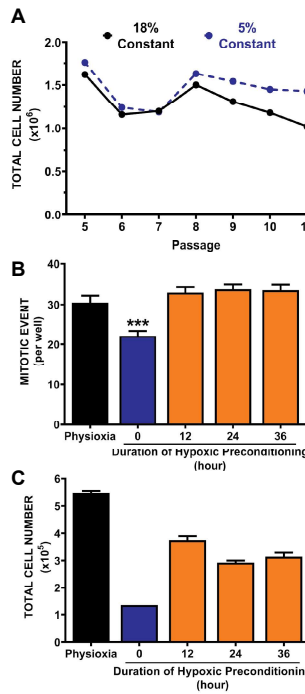 A
18%
Constant
5%
Constant
TOTAL CELL NUMBER
(x10⁶)
2.0
1.5
1.0
0.5
0
5 6 7 8 9 10 1
Passage
B
MITOTIC EVENT
(per well)
40
30
20
10
0
***
Physioxia 0 12 24 36
Duration of Hypoxic Preconditioning
(hour)
C
TOTAL CELL NUMBER
(x10⁵)
6
5
4
3
2
1
0
Physioxia 0 12 24 36
Duration of Hypoxic Preconditionin
(hour)